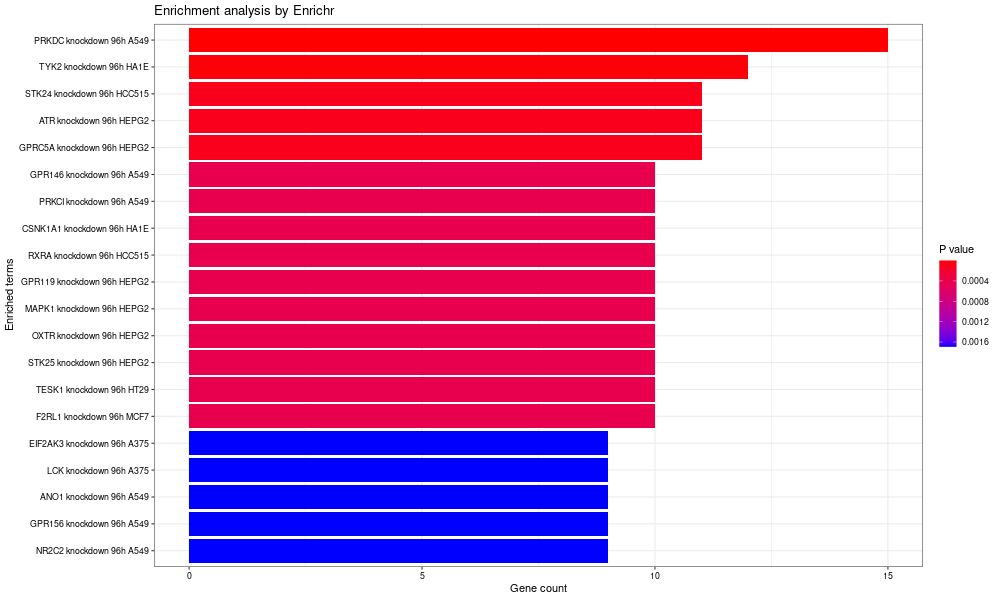 Enrichment analysis by Enrichr
Enriched terms
PRKDC knockdown 96h A549
TYK2 knockdown 96h HA1E
STK24 knockdown 96h HCC515
ATR knockdown 96h HEPG2
GPRC5A knockdown 96h HEPG2
GPR146 knockdown 96h A549
PRKCI knockdown 96h A549
CSNK1A1 knockdown 96h HA1E
RXRA knockdown 96h HCC515
GPR119 knockdown 96h HEPG2
MAPK1 knockdown 96h HEPG2
OXTR knockdown 96h HEPG2
STK25 knockdown 96h HEPG2
TESK1 knockdown 96h HT29
F2RL1 knockdown 96h MCF7
EIF2AK3 knockdown 96h A375
LCK knockdown 96h A375
ANO1 knockdown 96h A549
GPR156 knockdown 96h A549
NR2C2 knockdown 96h A549
0 5 10 15
Gene count
P value
0.0004
0.0008
0.0012
0.0016